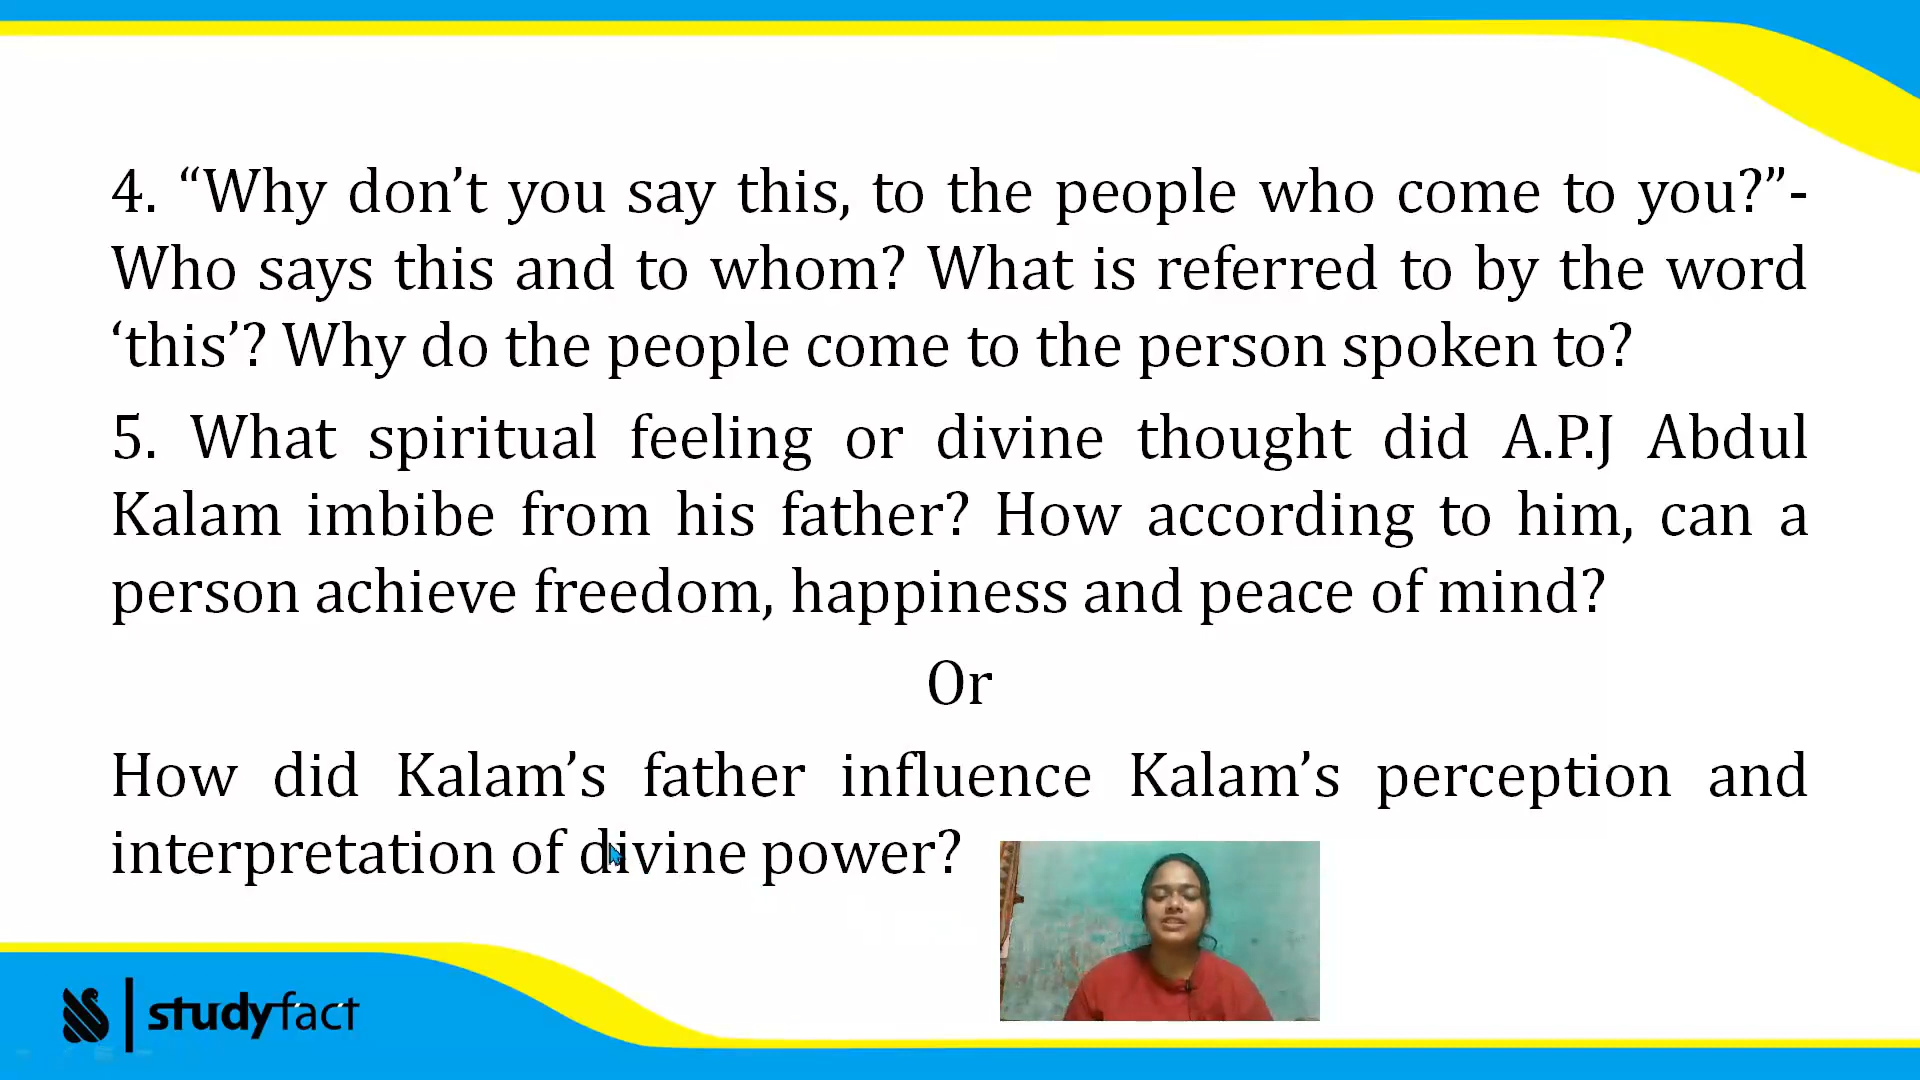 4. “Why don’t you say this, to the people who come to you?”-
Who says this and to whom? What is referred to by the word
‘this’? Why do the people come to the person spoken to?
5. What spiritual feeling or divine thought did A.P.J Abdul
Kalam imbibe from his father? How according to him, can a
person achieve freedom, happiness and peace of mind?
Or
How did Kalam’s father influence Kalam’s perception and
interpretation of divine power?
studyfact